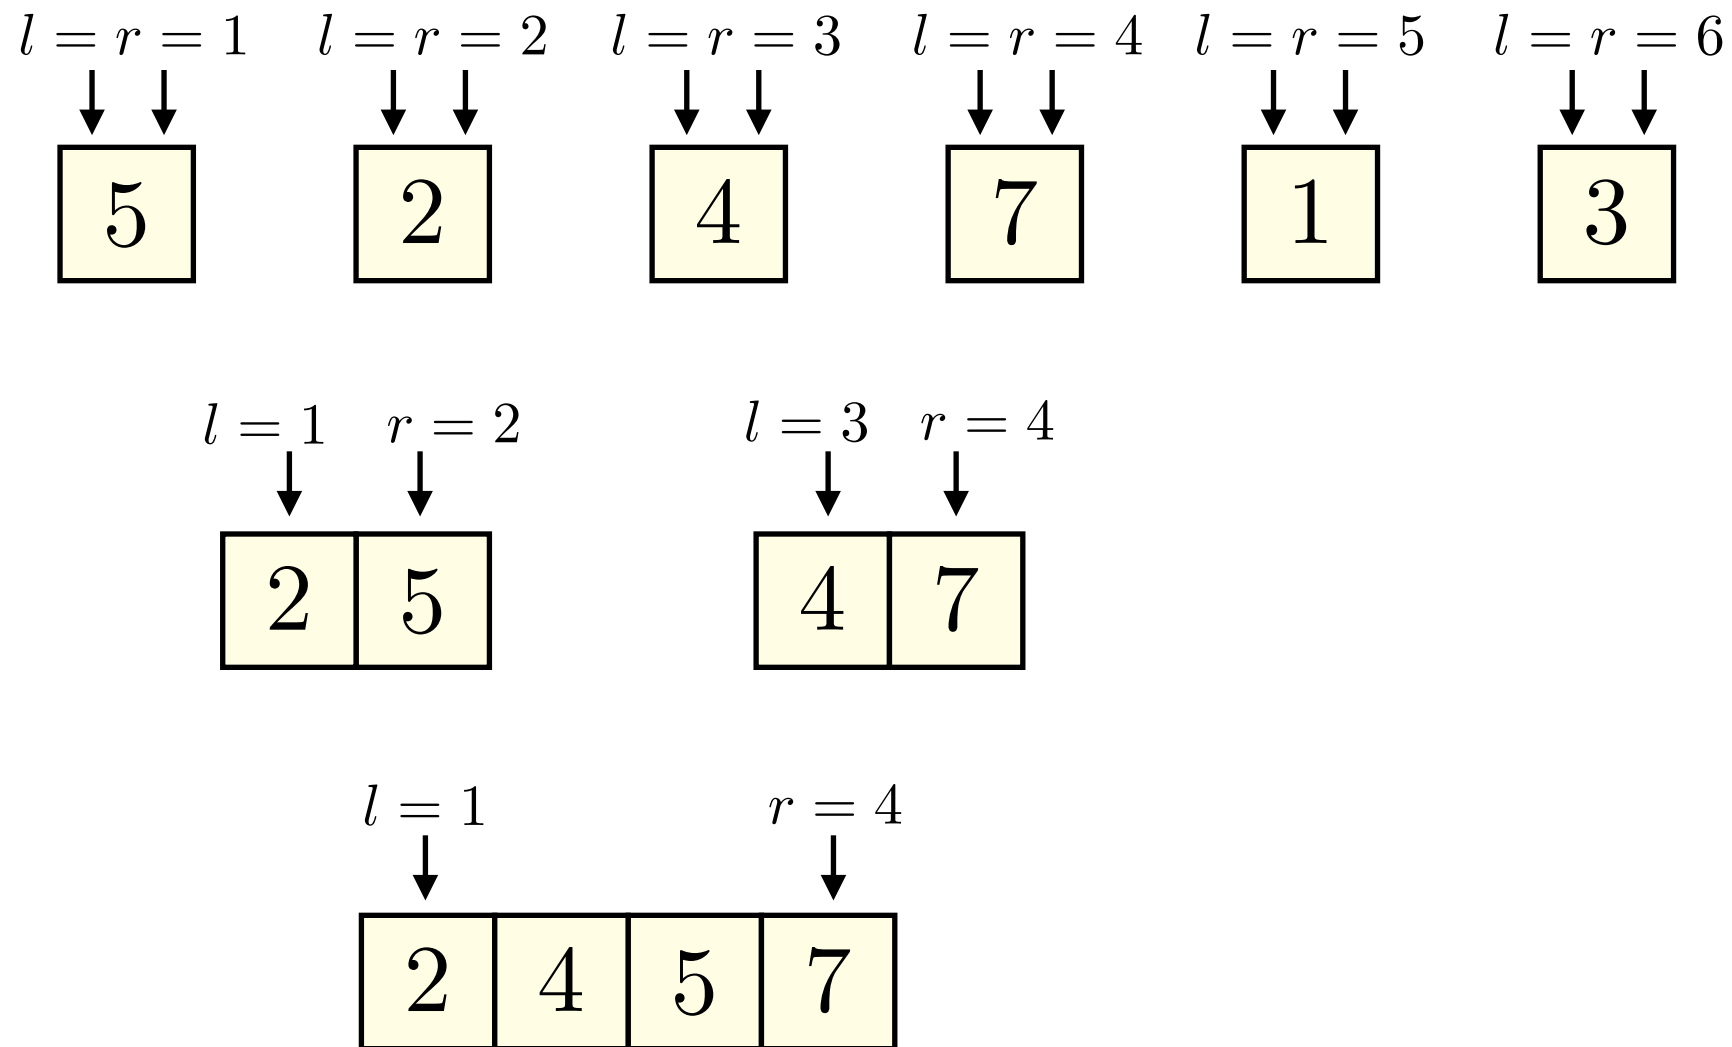 l = r = 1 l = r = 2 l = r = 3 l = r = 4 l = r = 5 l = r = 6
5 2 4 7 1 3
l = 1 r = 2 l = 3 r = 4
2 5 4 7
l = 1 r = 4
2 4 5 7